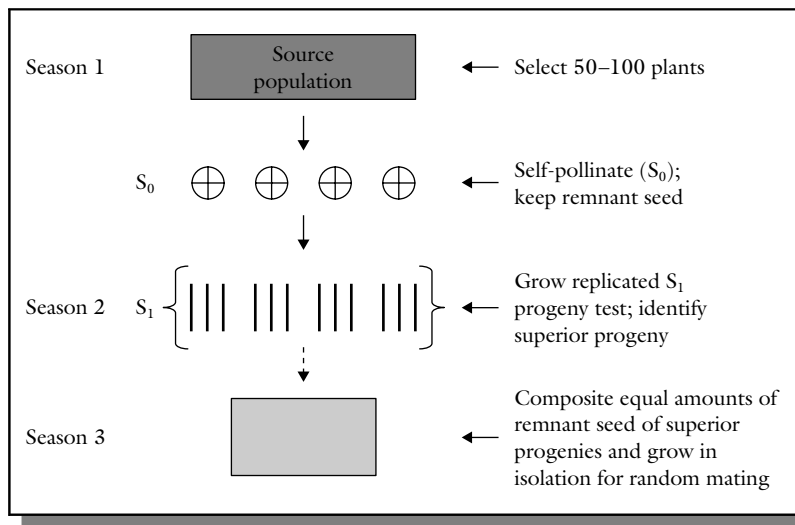 Season 1
Source
population
Select 50–100 plants
S₀
Self-pollinate (S₀);
keep remnant seed
Season 2
S₁
Grow replicated S₁
progeny test; identify
superior progeny
Season 3
Composite equal amounts of
remnant seed of superior
progenies and grow in
isolation for random mating